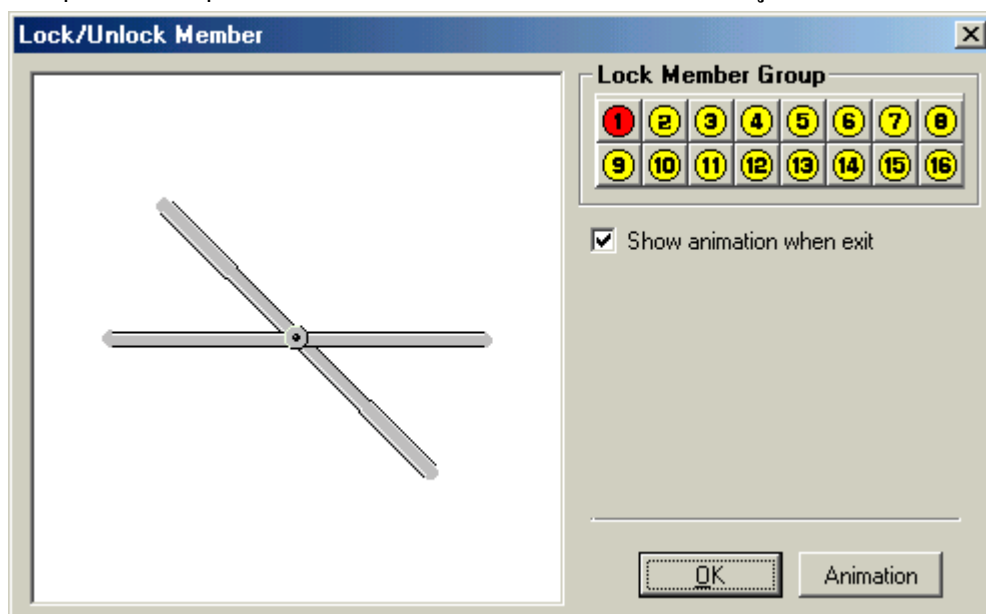 Lock/Unlock Member
Lock Member Group
1 2 3 4 5 6 7 8
9 10 11 12 13 14 15 16
Show animation when exit
OK
Animation